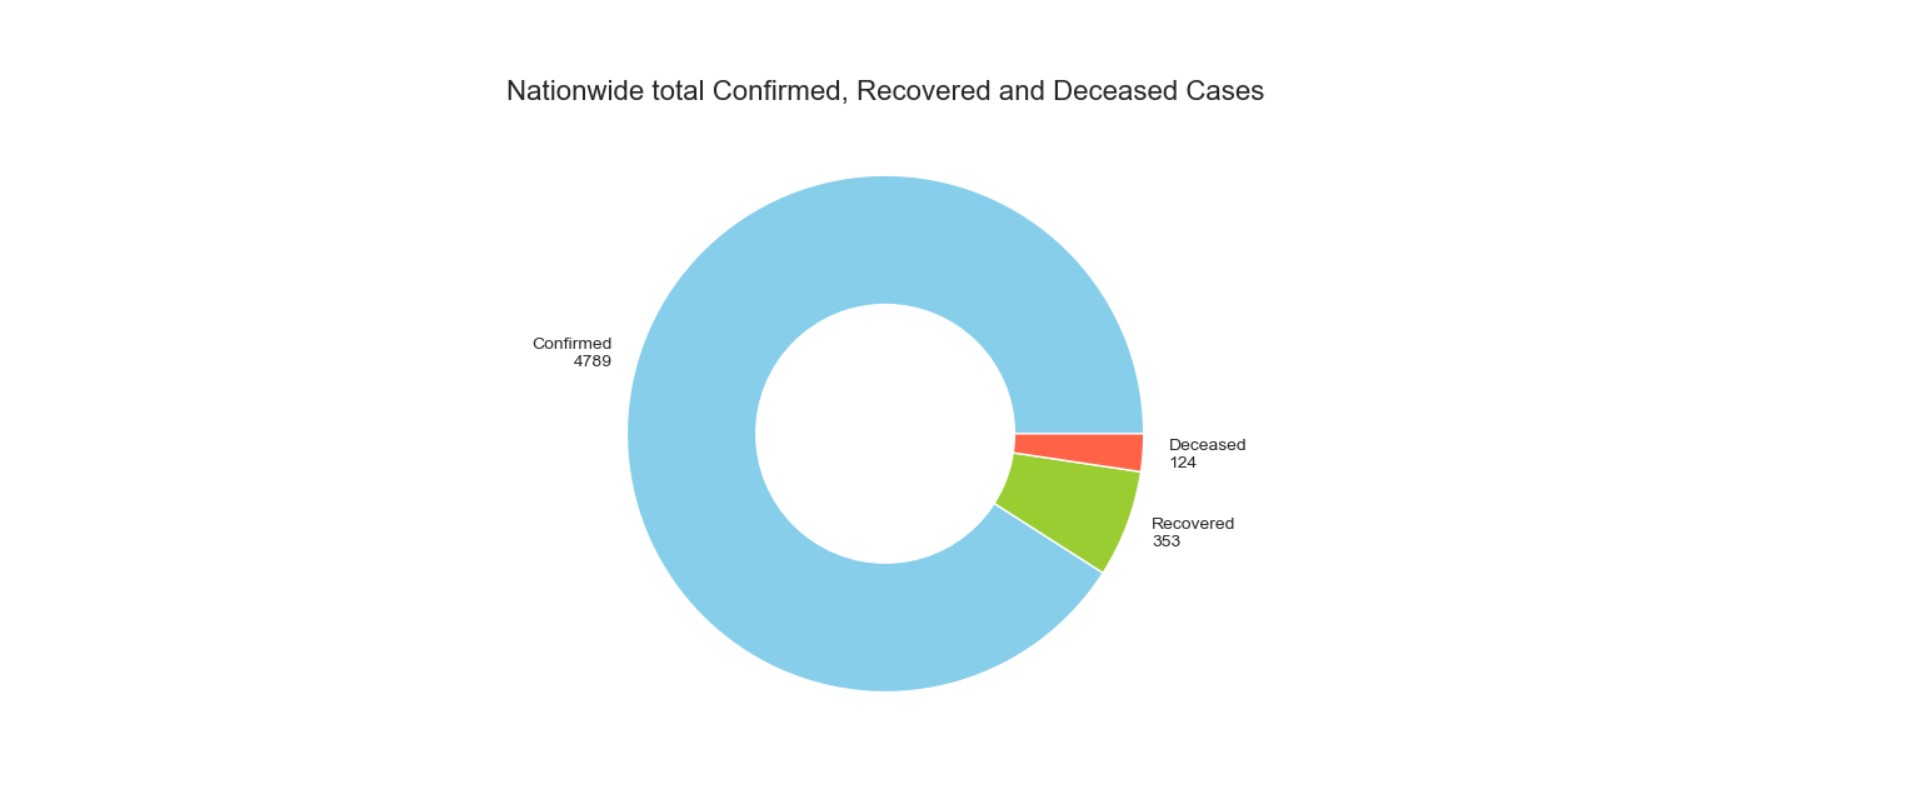 Nationwide total Confirmed, Recovered and Deceased Cases
Confirmed
4789
Deceased
124
Recovered
353